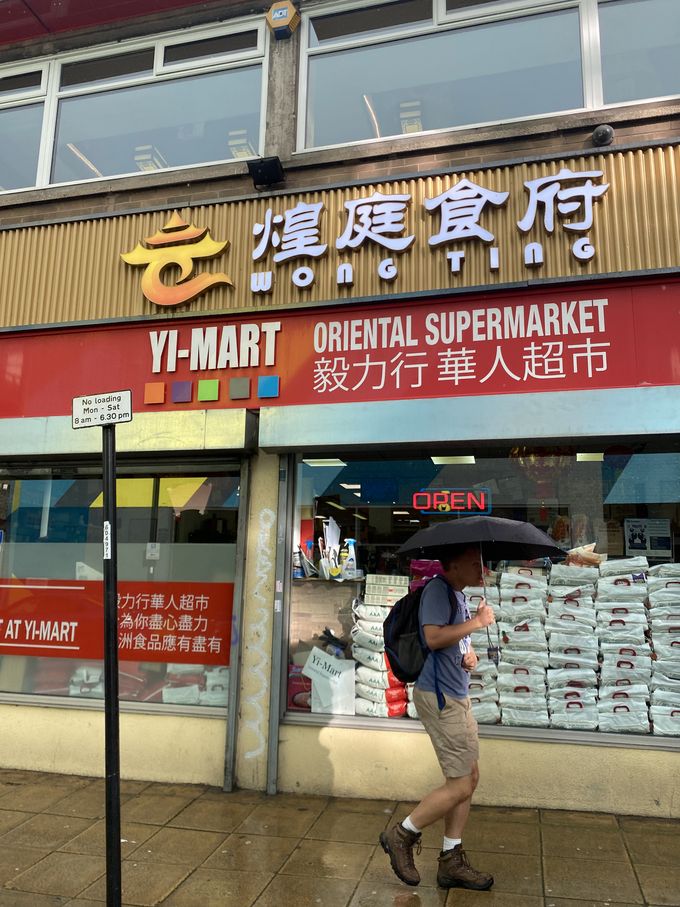 ADT
煌庭食府
WONG TING
YI-MART
ORIENTAL SUPERMARKET
毅力行 華人超市
No loading
Mon - Sat
8 am - 6.30 pm
OPEN
T AT YI-MART
毅力行華人超市
為你盡心盡力
洲食品應有盡有
Yi-Mart